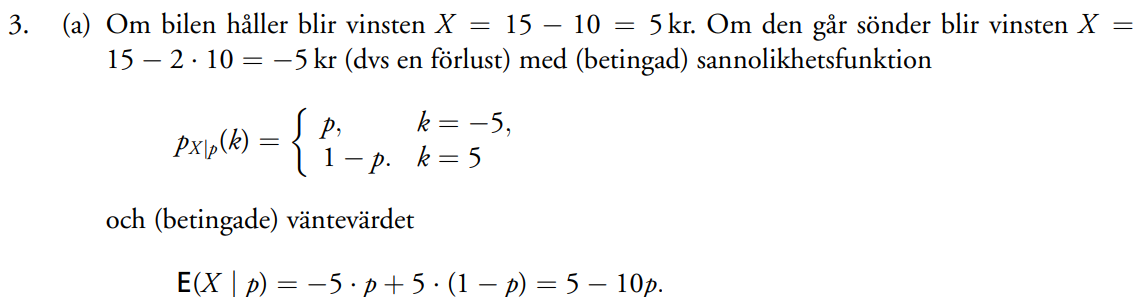 3. (a) Om bilen håller blir vinsten X = 15 − 10 = 5 kr. Om den går sönder blir vinsten X =
15 − 2 · 10 = −5 kr (dvs en förlust) med (betingad) sannolikhetsfunktion
p_{X|p}(k) = { p, k = −5,
1 − p. k = 5
och (betingade) väntevärdet
E(X | p) = −5 · p + 5 · (1 − p) = 5 − 10p.